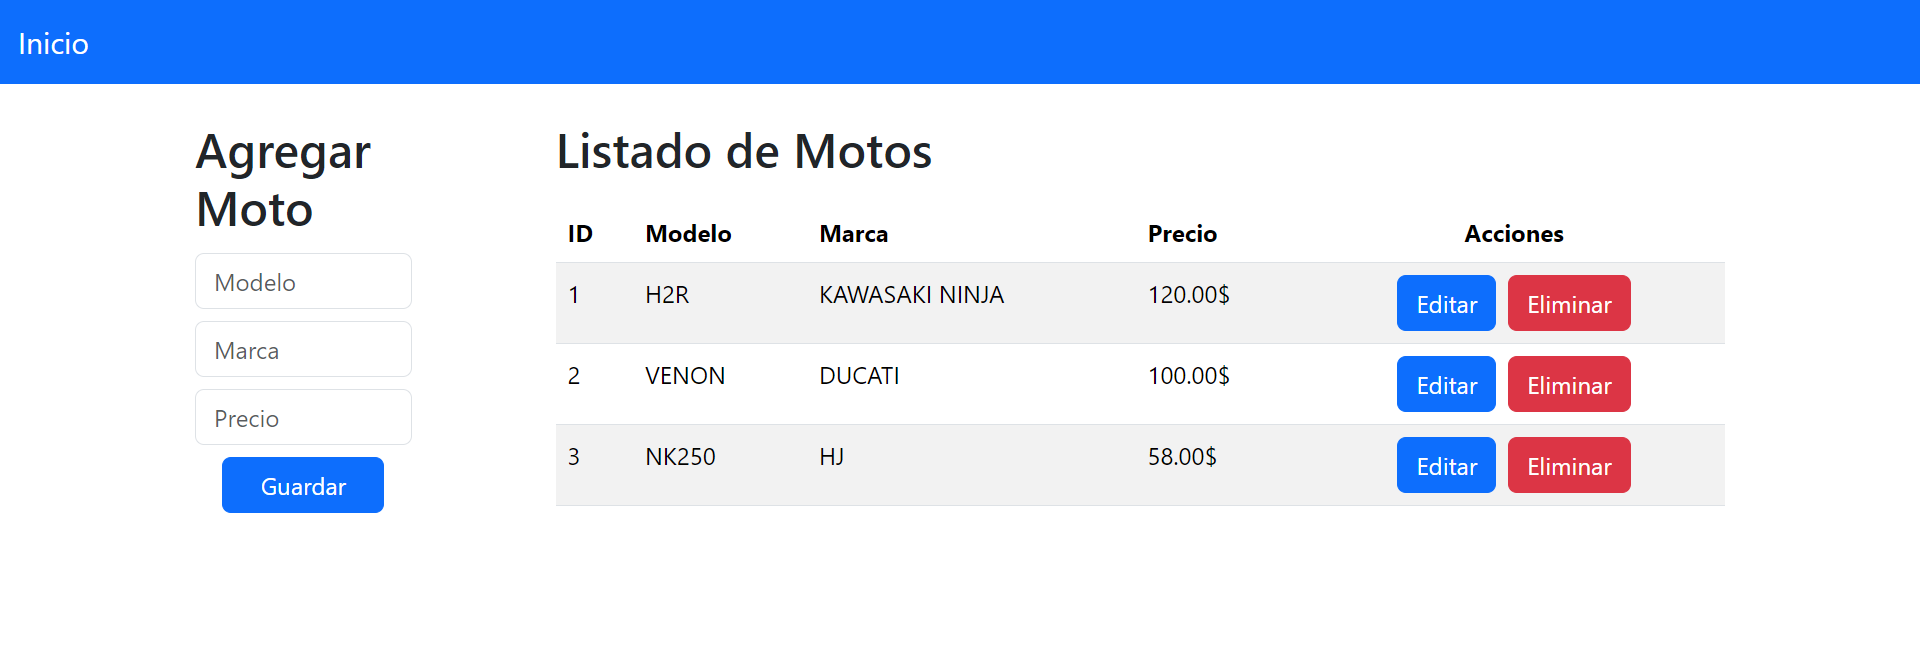 Inicio
Agregar
Moto
Modelo
Marca
Precio
Guardar
Listado de Motos
ID Modelo Marca Precio Acciones
1 H2R KAWASAKI NINJA 120.00$ Editar Eliminar
2 VENON DUCATI 100.00$ Editar Eliminar
3 NK250 HJ 58.00$ Editar Eliminar